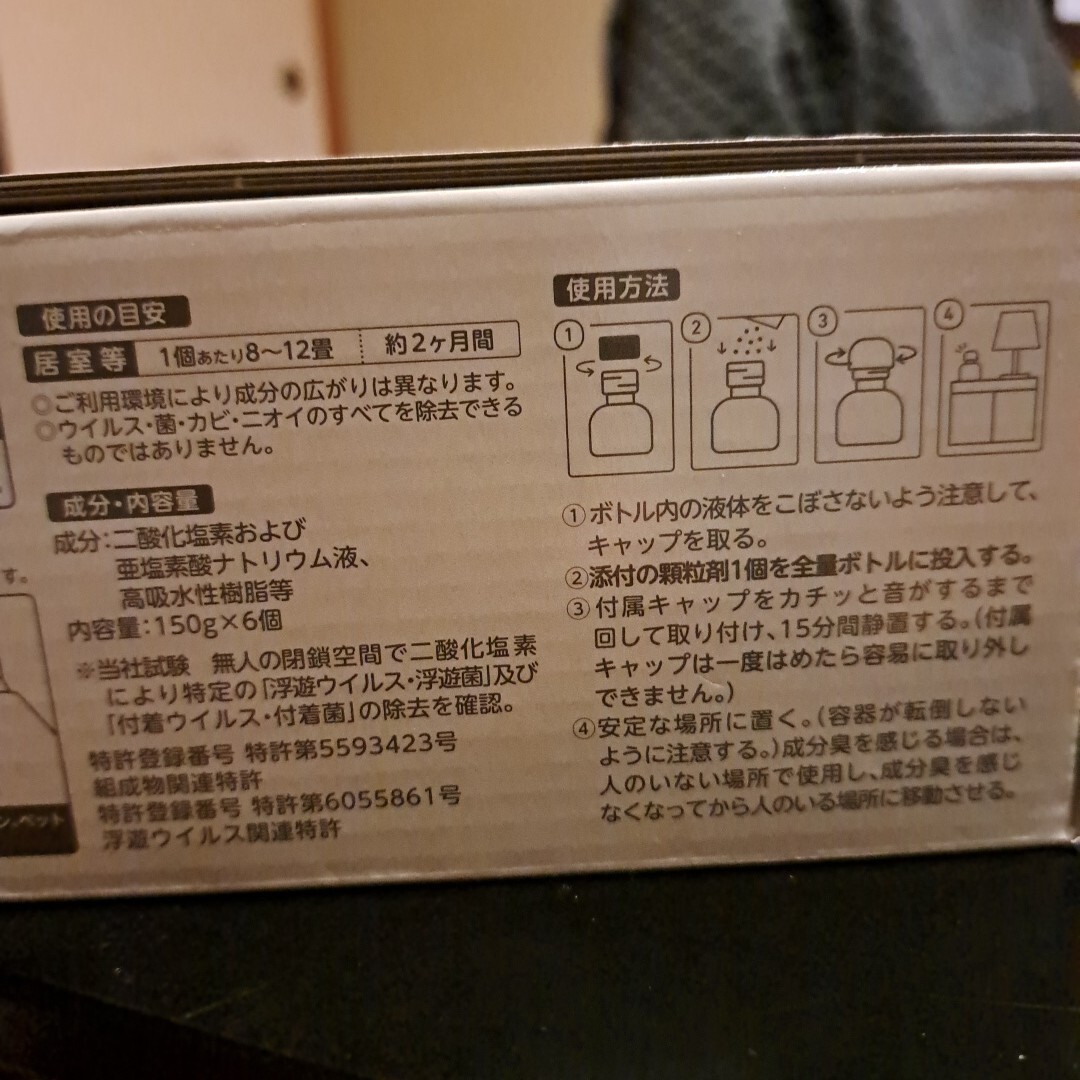 使用の目安
居室等 1個あたり8～12畳 約2ヶ月間
◎ご利用環境により成分の広がりは異なります。
◎ウイルス・菌・カビ・ニオイのすべてを除去できる
ものではありません。
成分・内容量
成分:二酸化塩素および
亜塩素酸ナトリウム液、
高吸水性樹脂等
内容量:150g×6個
※当社試験 無人の閉鎖空間で二酸化塩素
により特定の「浮遊ウイルス・浮遊菌」及び
「付着ウイルス・付着菌」の除去を確認。
特許登録番号 特許第5593423号
組成物関連特許
特許登録番号 特許第6055861号
浮遊ウイルス関連特許
す。
ン・ペット
使用方法
① ② ③ ④
①ボトル内の液体をこぼさないよう注意して、
キャップを取る。
②添付の顆粒剤1個を全量ボトルに投入する。
③付属キャップをカチッと音がするまで
回して取り付け、15分間静置する。(付属
キャップは一度はめたら容易に取り外し
できません。)
④安定な場所に置く。(容器が転倒しない
ように注意する。)成分臭を感じる場合は、
人のいない場所で使用し、成分臭を感じ
なくなってから人のいる場所に移動させる。